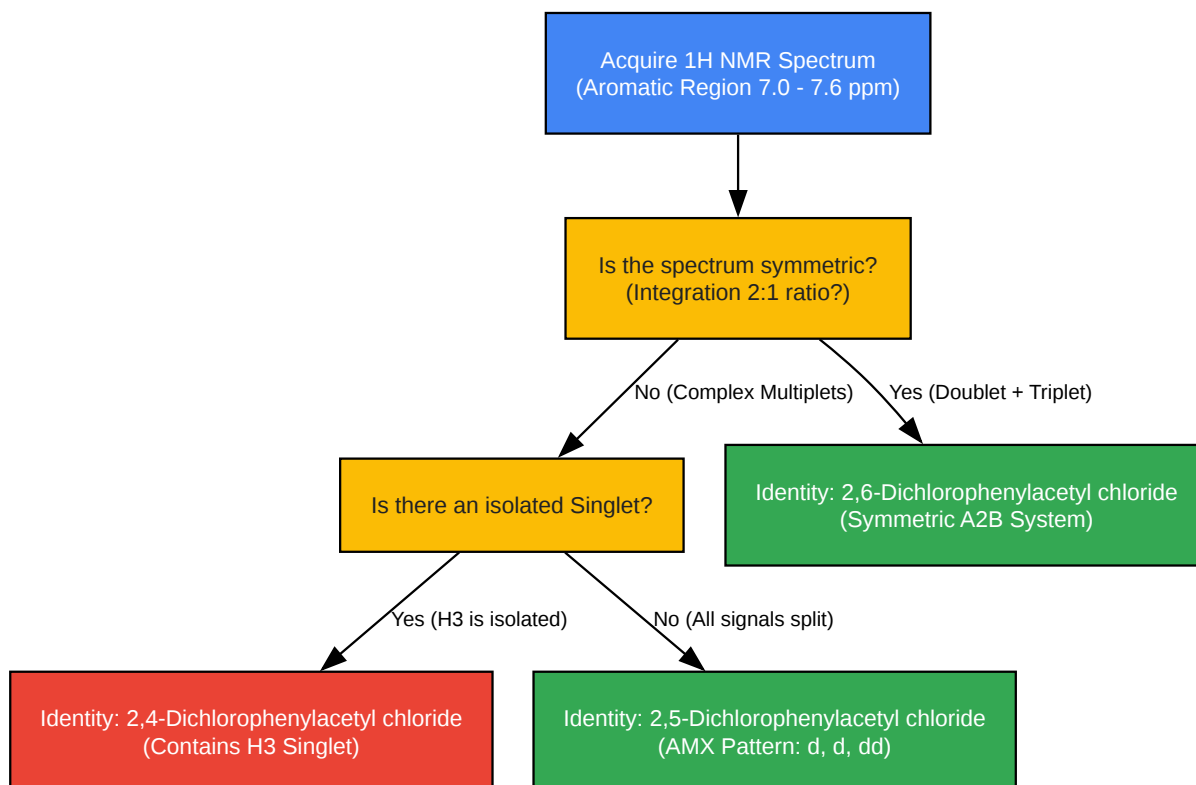 Acquire 1H NMR Spectrum
(Aromatic Region 7.0 - 7.6 ppm)
Is the spectrum symmetric?
(Integration 2:1 ratio?)
No (Complex Multiplets)
Yes (Doublet + Triplet)
Is there an isolated Singlet?
Identity: 2,6-Dichlorophenylacetyl chloride
(Symmetric A2B System)
Yes (H3 is isolated)
No (All signals split)
Identity: 2,4-Dichlorophenylacetyl chloride
(Contains H3 Singlet)
Identity: 2,5-Dichlorophenylacetyl chloride
(AMX Pattern: d, d, dd)